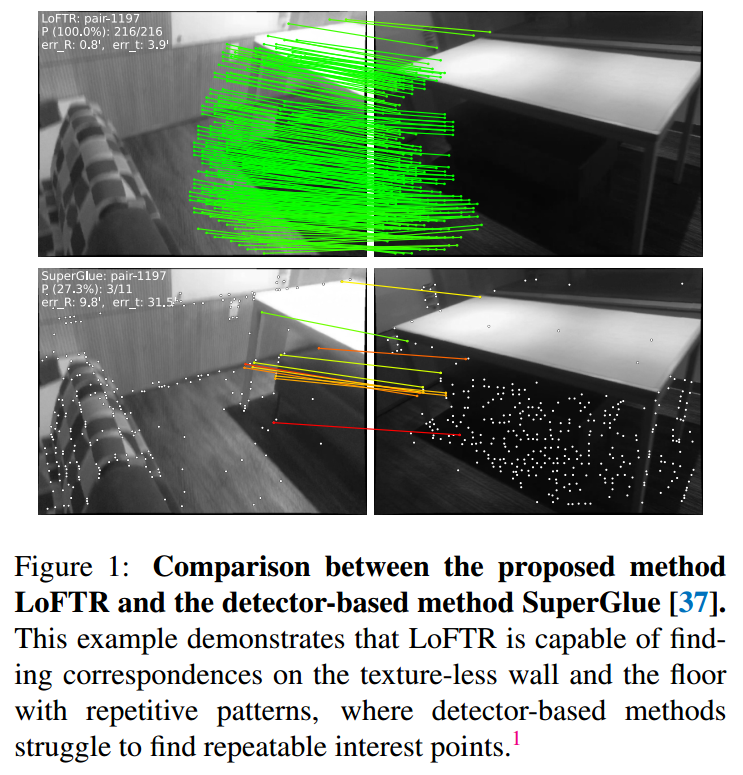 LoFTR: pair-1197
P (100.0%): 216/216
err_R: 0.8', err_t: 3.9'
SuperGlue: pair-1197
P (27.3%): 3/11
err_R: 9.8', err_t: 31.5'
Figure 1: Comparison between the proposed method
LoFTR and the detector-based method SuperGlue [37].
This example demonstrates that LoFTR is capable of find-
ing correspondences on the texture-less wall and the floor
with repetitive patterns, where detector-based methods
struggle to find repeatable interest points.1